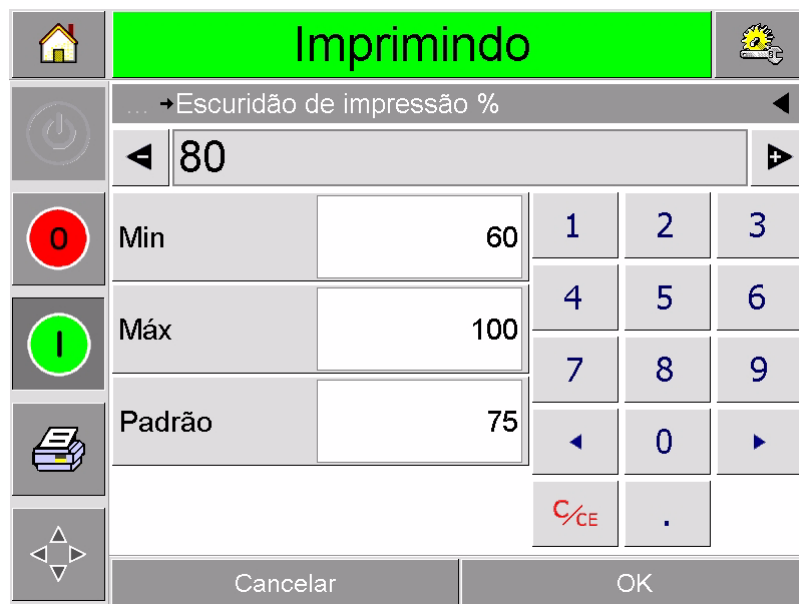 Imprimindo
... →Escuridão de impressão %
80
0
Min 60
1 2 3
I
Máx 100
4 5 6
7 8 9
Padrão 75
0
C/CE .
Cancelar OK